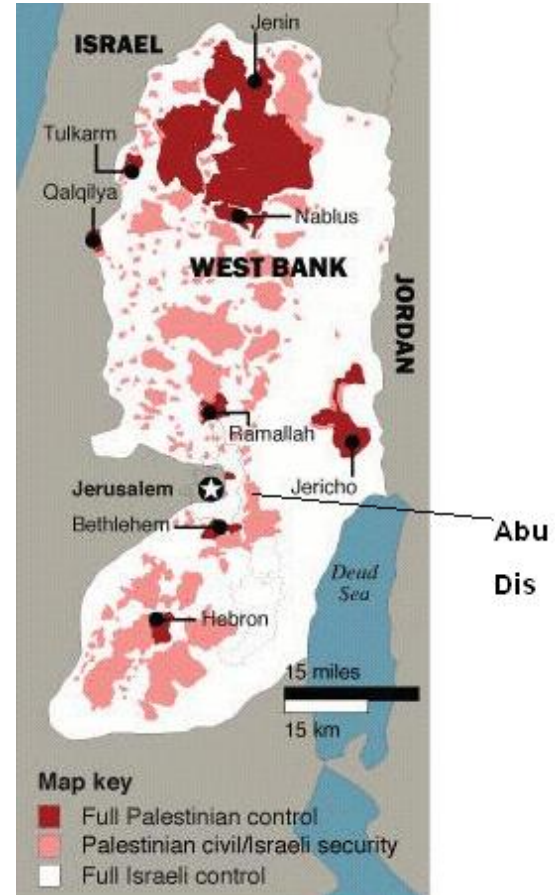 Jenin
ISRAEL
Tulkarm
Qalqilya
Nablus
WEST BANK
JORDAN
Ramallah
Jerusalem
Jericho
Bethlehem
Abu
Dis
Dead
Sea
Hebron
15 miles
15 km
Map key
Full Palestinian control
Palestinian civil/Israeli security
Full Israeli control